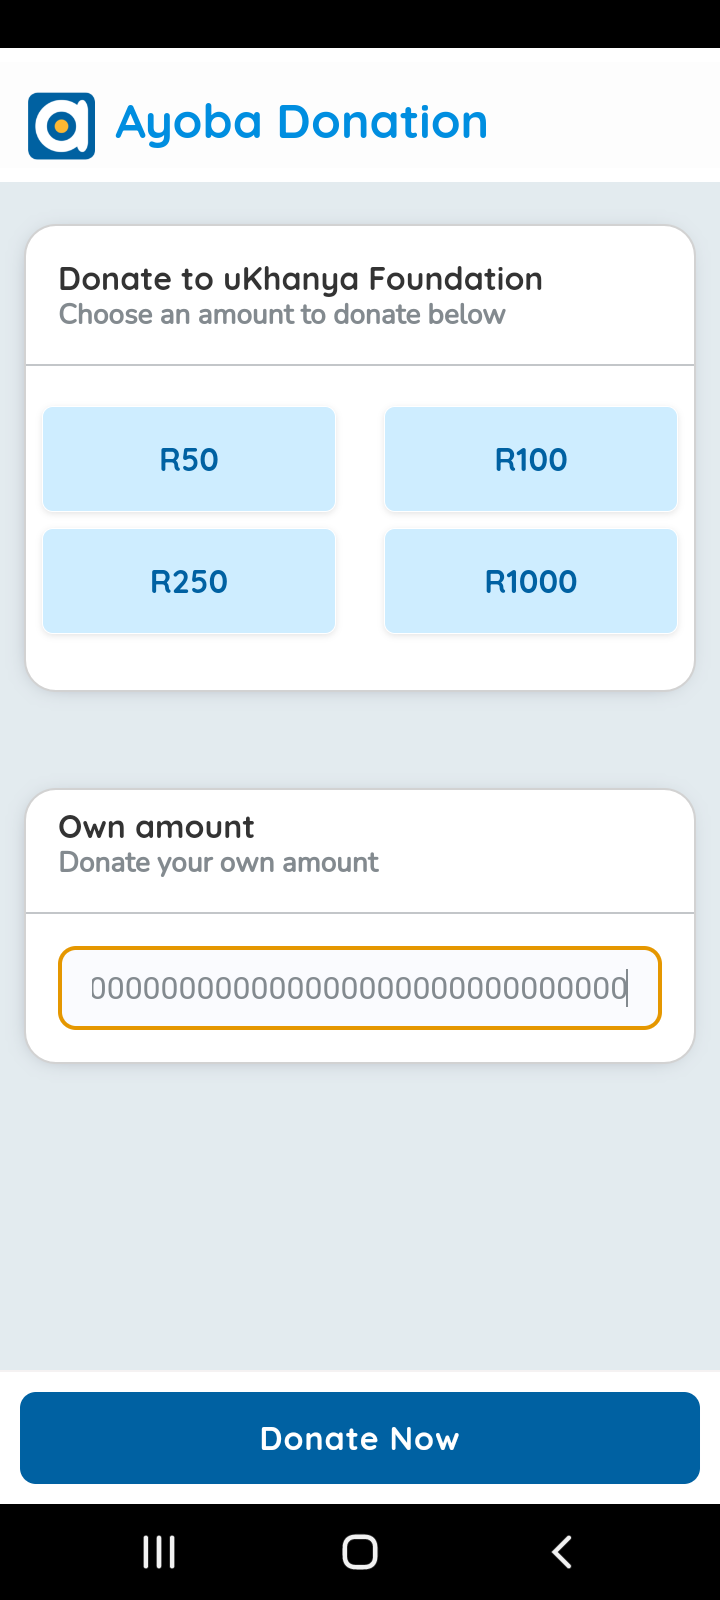 Ayoba Donation
Donate to uKhanya Foundation
Choose an amount to donate below
R50 R100
R250 R1000
Own amount
Donate your own amount
000000000000000000000000000000
Donate Now